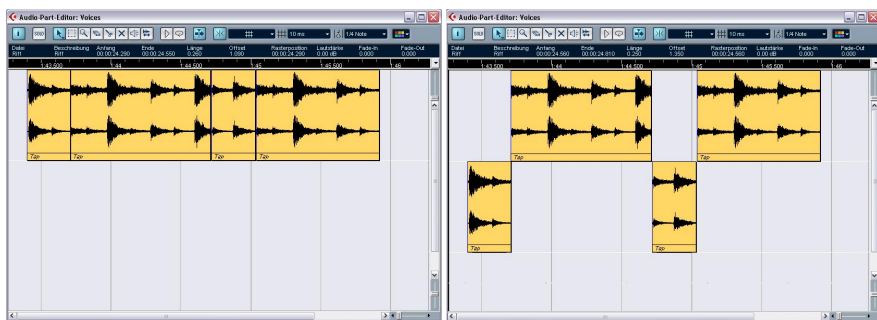 Audio-Part-Editor: Voices
SOLO 10 ms 1/4 Note
Datei Beschreibung Anfang Ende Länge Offset Rasterposition Lautstärke Fade-In Fade-Out
Riff Riff 00:00:24.290 00:00:24.550 0.260 1.090 00:00:24.290 0.00 dB 0.000 0.000
1:43.500 1:44 1:44.500 1:45 1:45.500 1:46
Tap Tap Tap Tap
Audio-Part-Editor: Voices
SOLO 10 ms 1/4 Note
Datei Beschreibung Anfang Ende Länge Offset Rasterposition Lautstärke Fade-In Fade-Out
Riff Riff 00:00:24.560 00:00:24.810 0.250 1.350 00:00:24.560 0.00 dB 0.000 0.000
1:43.500 1:44 1:44.500 1:45 1:45.500 1:46
Tap Tap
Tap Tap